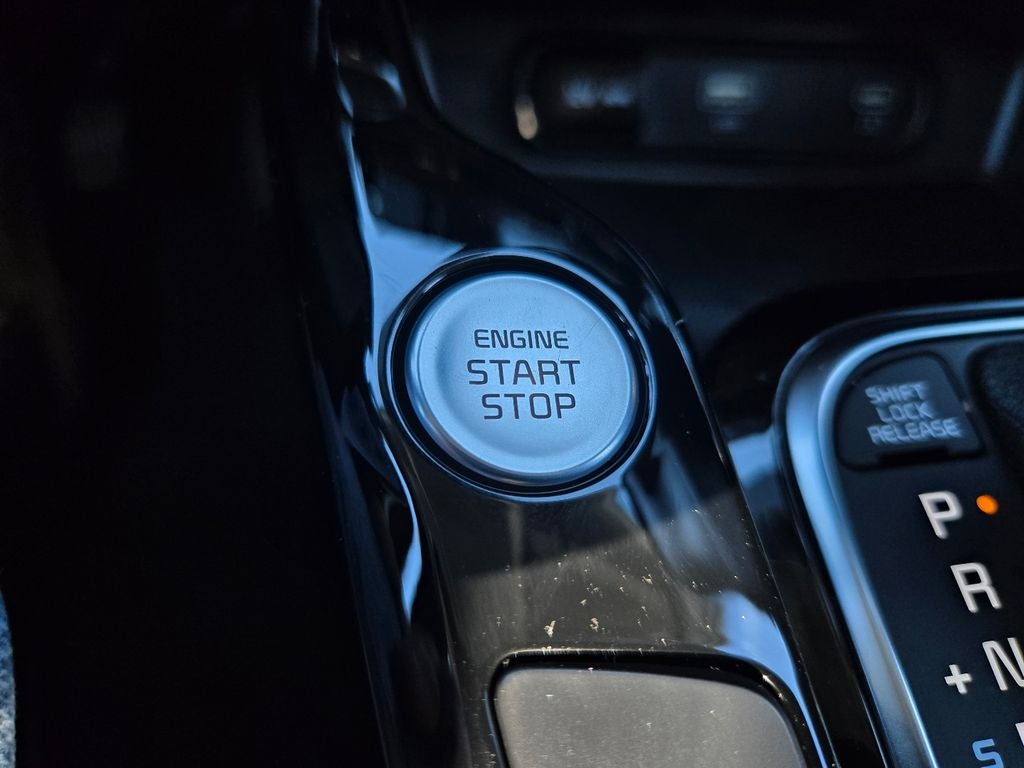 ENGINE
START
STOP
SHIFT
LOCK
RELEASE
P
R
+ N
S